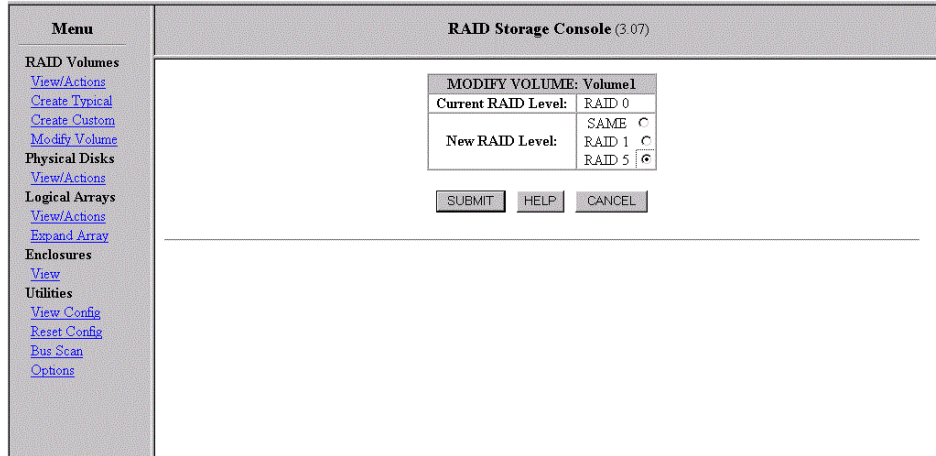 Menu
RAID Volumes
View/Actions
Create Typical
Create Custom
Modify Volume
Physical Disks
View/Actions
Logical Arrays
View/Actions
Expand Array
Enclosures
View
Utilities
View Config
Reset Config
Bus Scan
Options
RAID Storage Console (3.07)
MODIFY VOLUME: Volume1
Current RAID Level: RAID 0
New RAID Level:
SAME
RAID 1
RAID 5
SUBMIT HELP CANCEL